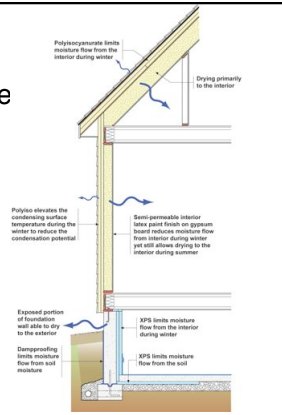 Polyisocyanurate limits
moisture flow from the
interior during winter
e
Drying primarily
to the interior
Polyiso elevates the
condensing surface
temperature during the
winter to reduce the
condensation potential
Semi-permeable interior
latex paint finish on gypsum
board reduces moisture flow
from interior during winter
yet still allows drying to the
interior during summer
Exposed portion
of foundation
wall able to dry
to the exterior
XPS limits moisture
flow from the interior
during winter
Dampproofing
limits moisture
flow from soil
moisture
XPS limits moisture
flow from the soil